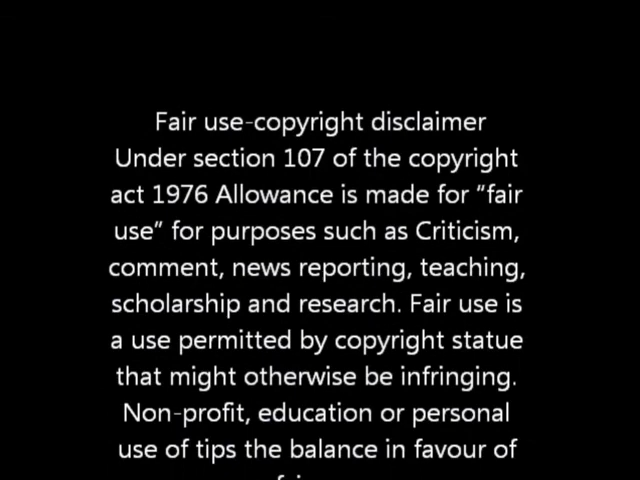 Fair use-copyright disclaimer
Under section 107 of the copyright
act 1976 Allowance is made for “fair
use” for purposes such as Criticism,
comment, news reporting, teaching,
scholarship and research. Fair use is
a use permitted by copyright statue
that might otherwise be infringing.
Non-profit, education or personal
use of tips the balance in favour of